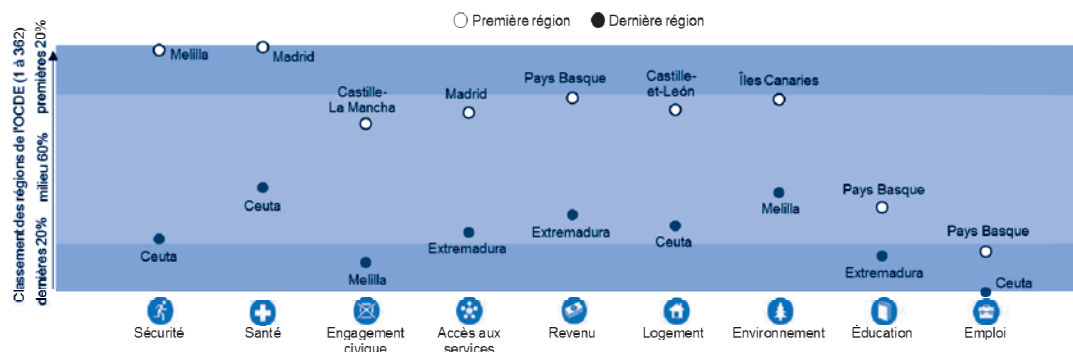 Première région
Dernière région
Classement des régions de l'OCDE (1 à 362)
dernières 20%
milieu 60%
premières 20%
Melilla
Madrid
Castille-
La Mancha
Madrid
Pays Basque
Castille-
et-León
Îles Canaries
Pays Basque
Pays Basque
Ceuta
Ceuta
Melilla
Extremadura
Extremadura
Ceuta
Melilla
Extremadura
Ceuta
Sécurité
Santé
Engagement
civique
Accès aux
services
Revenu
Logement
Environnement
Éducation
Emploi